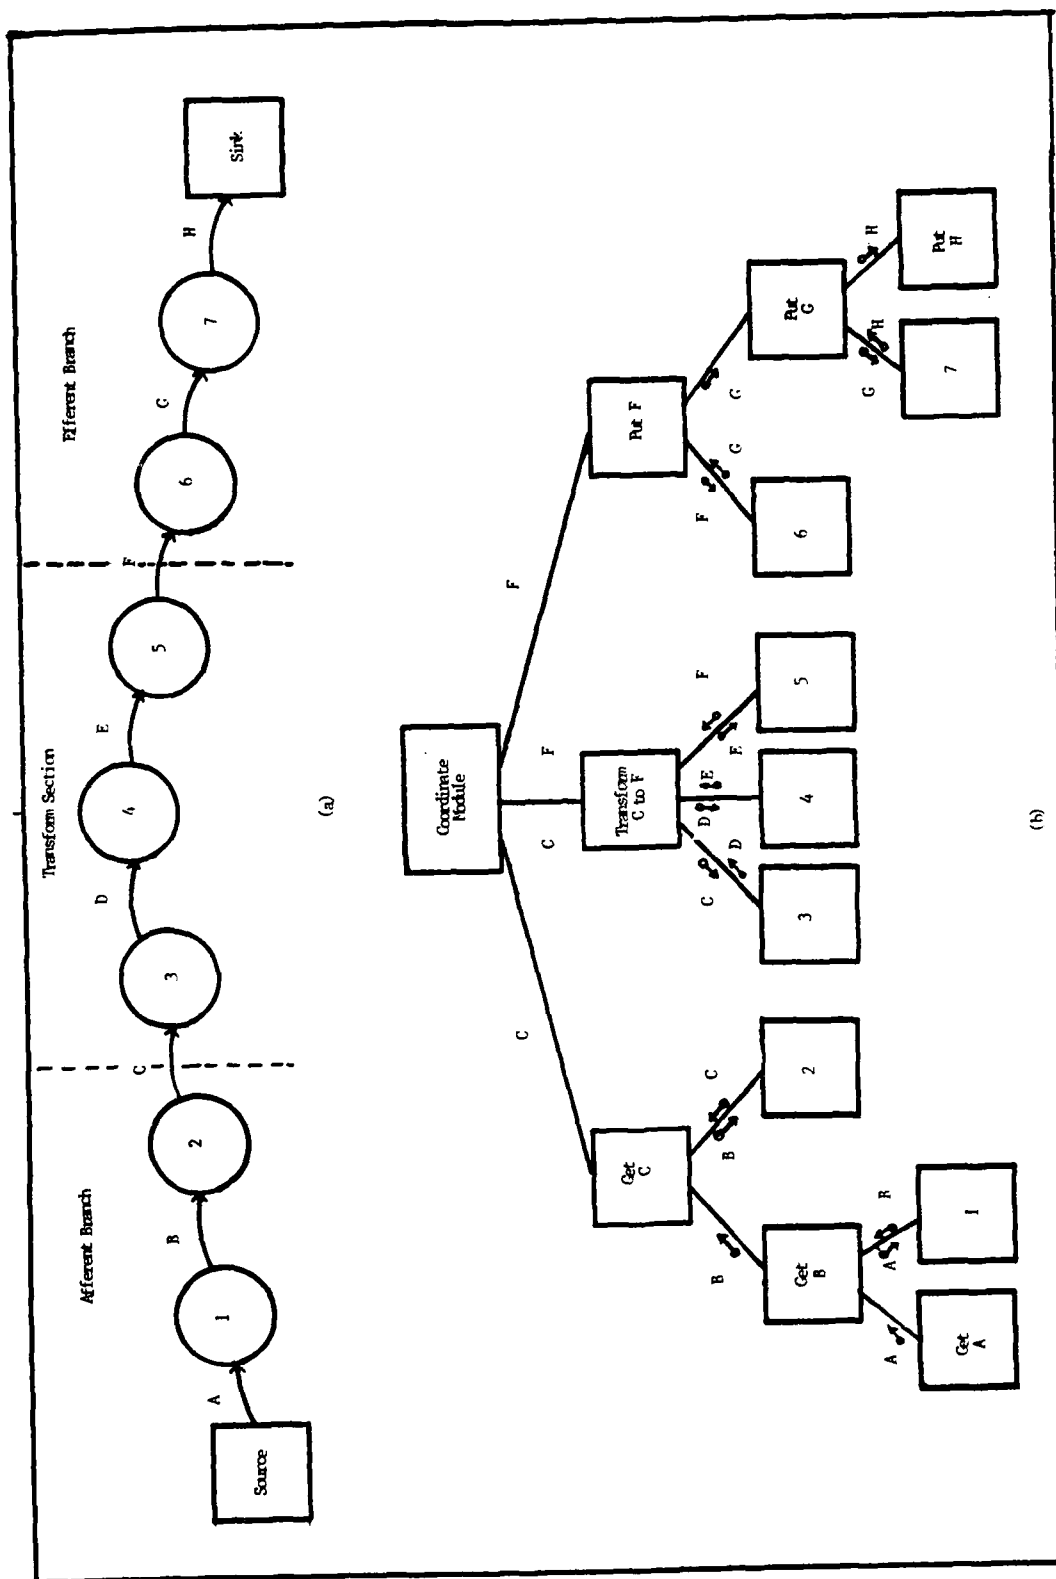 Afferent Branch
Transform Section
Efferent Branch
Source
A
1
B
2
C
3
D
4
E
5
F
6
G
7
H
Sink
(a)
Coordinate
Module
C
C
F
F
Get
C
Transform
C to F
Put F
B
B
C
C
D
D
E
E
F
F
G
G
Get
B
2
3
4
5
6
Put
G
A
A
B
G
H
H
Get
A
1
7
Put
H
(b)